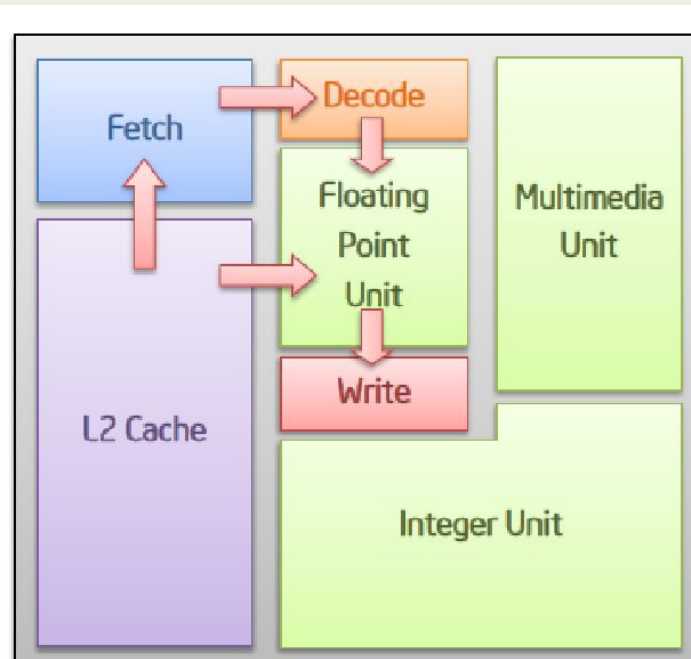 Fetch
Decode
Floating
Point
Unit
Multimedia
Unit
L2 Cache
Write
Integer Unit